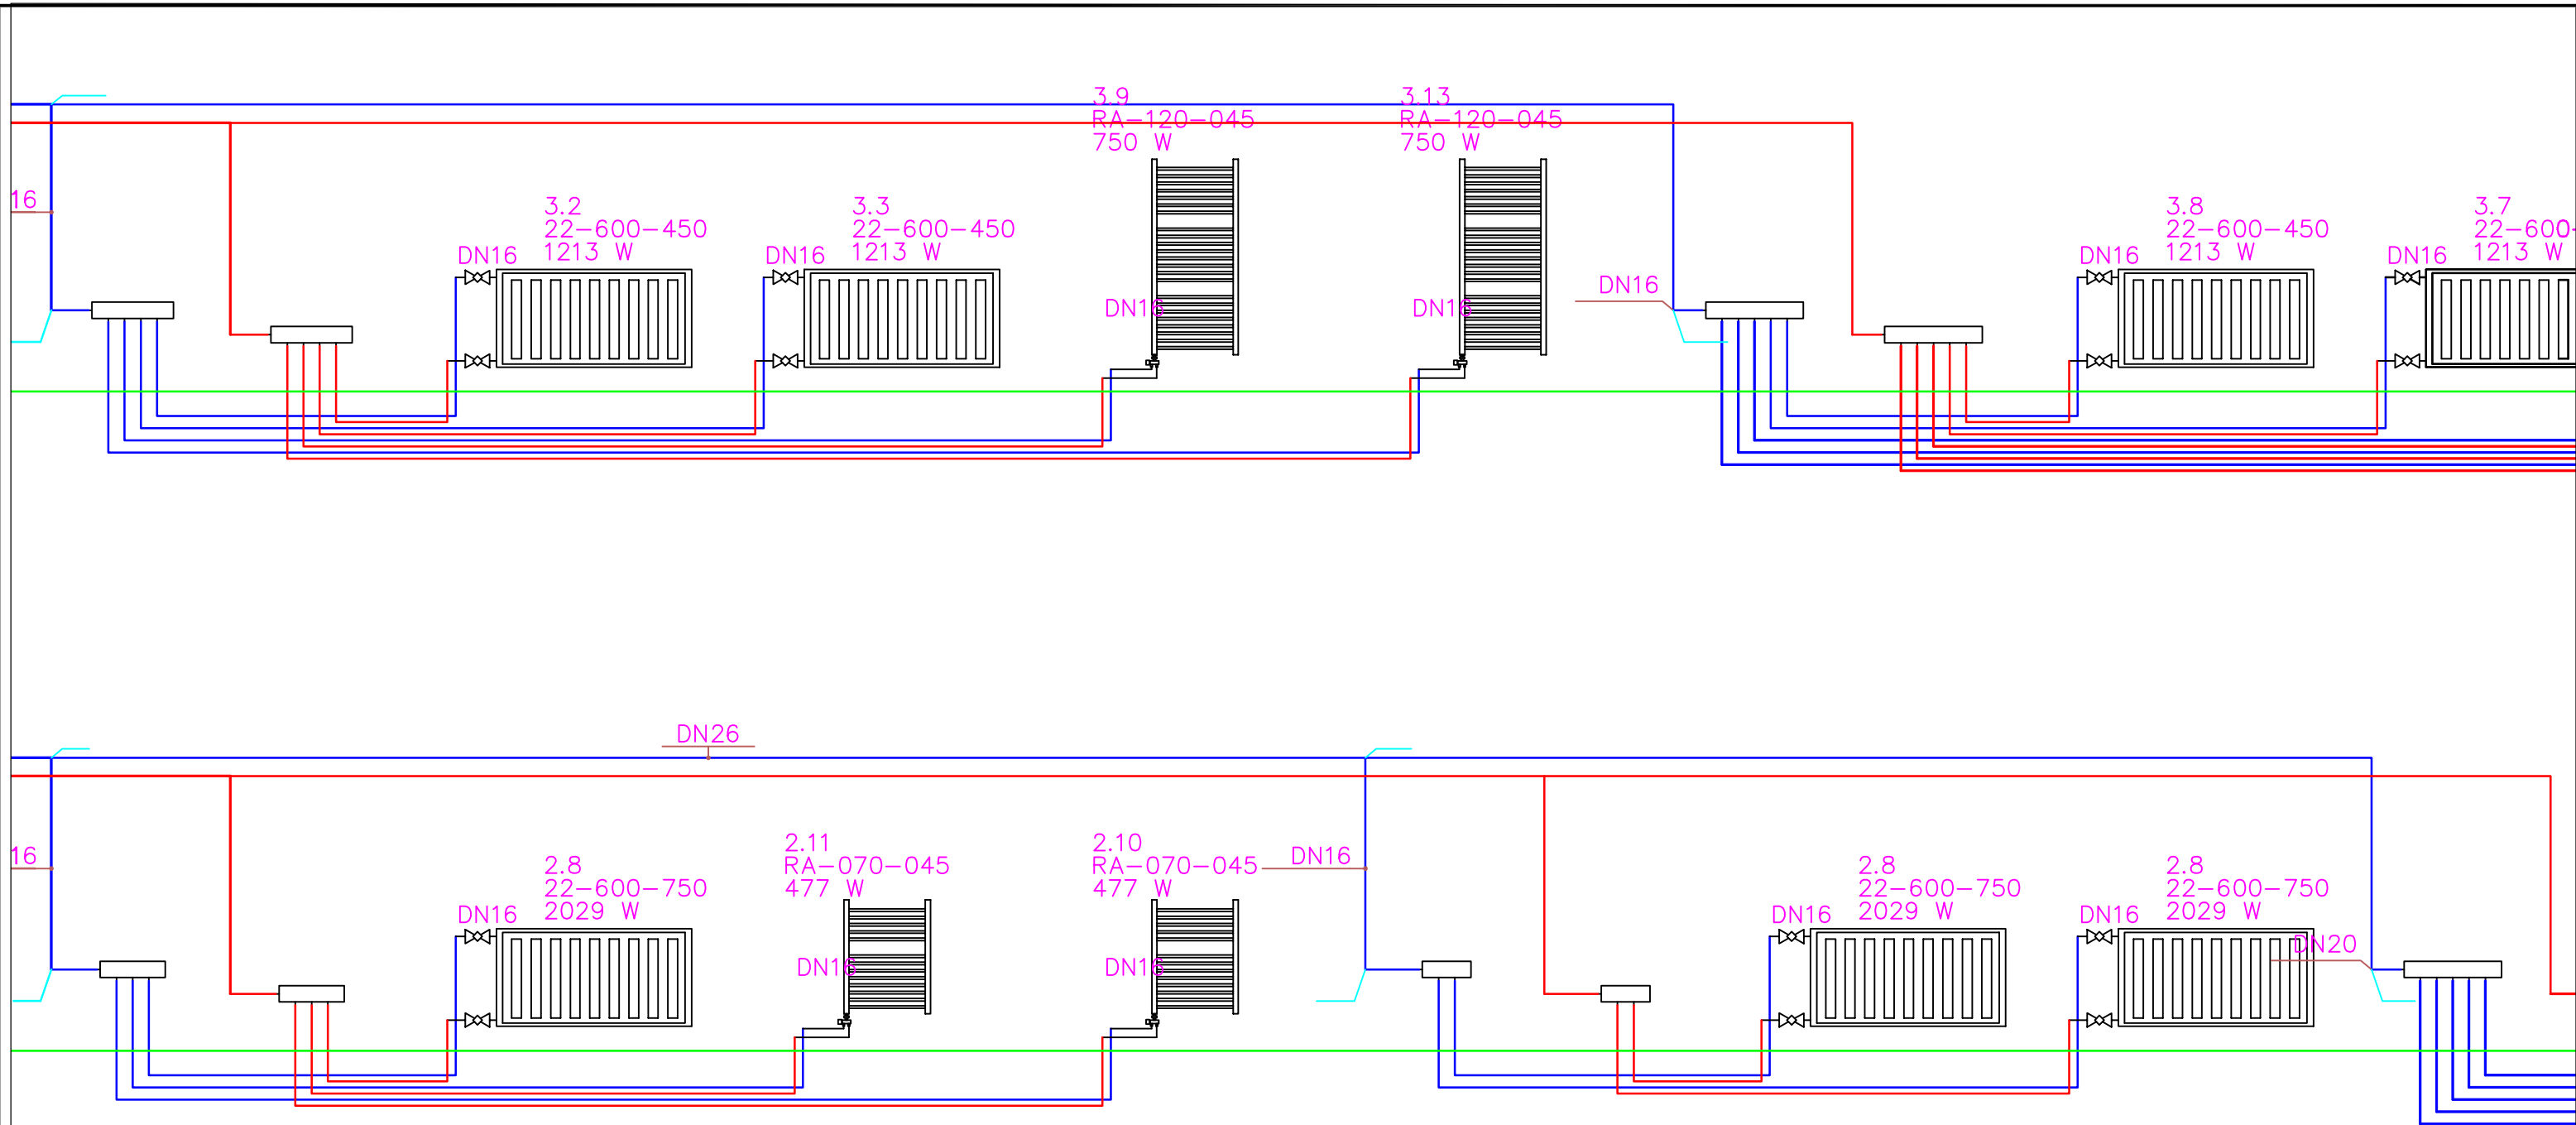 3.9
RA-120-045
750 W
3.13
RA-120-045
750 W
16
3.2
22-600-450
1213 W
DN16
3.3
22-600-450
1213 W
DN16
DN16
DN16
DN16
3.8
22-600-450
1213 W
DN16
3.7
22-600-
1213 W
DN16
DN26
16
2.8
22-600-750
2029 W
DN16
2.11
RA-070-045
477 W
DN16
2.10
RA-070-045
477 W
DN16
DN16
2.8
22-600-750
2029 W
DN16
2.8
22-600-750
2029 W
DN16
DN20